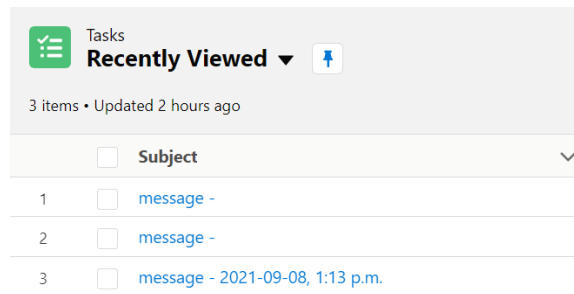 Tasks
Recently Viewed
3 items • Updated 2 hours ago
Subject
1 message -
2 message -
3 message - 2021-09-08, 1:13 p.m.